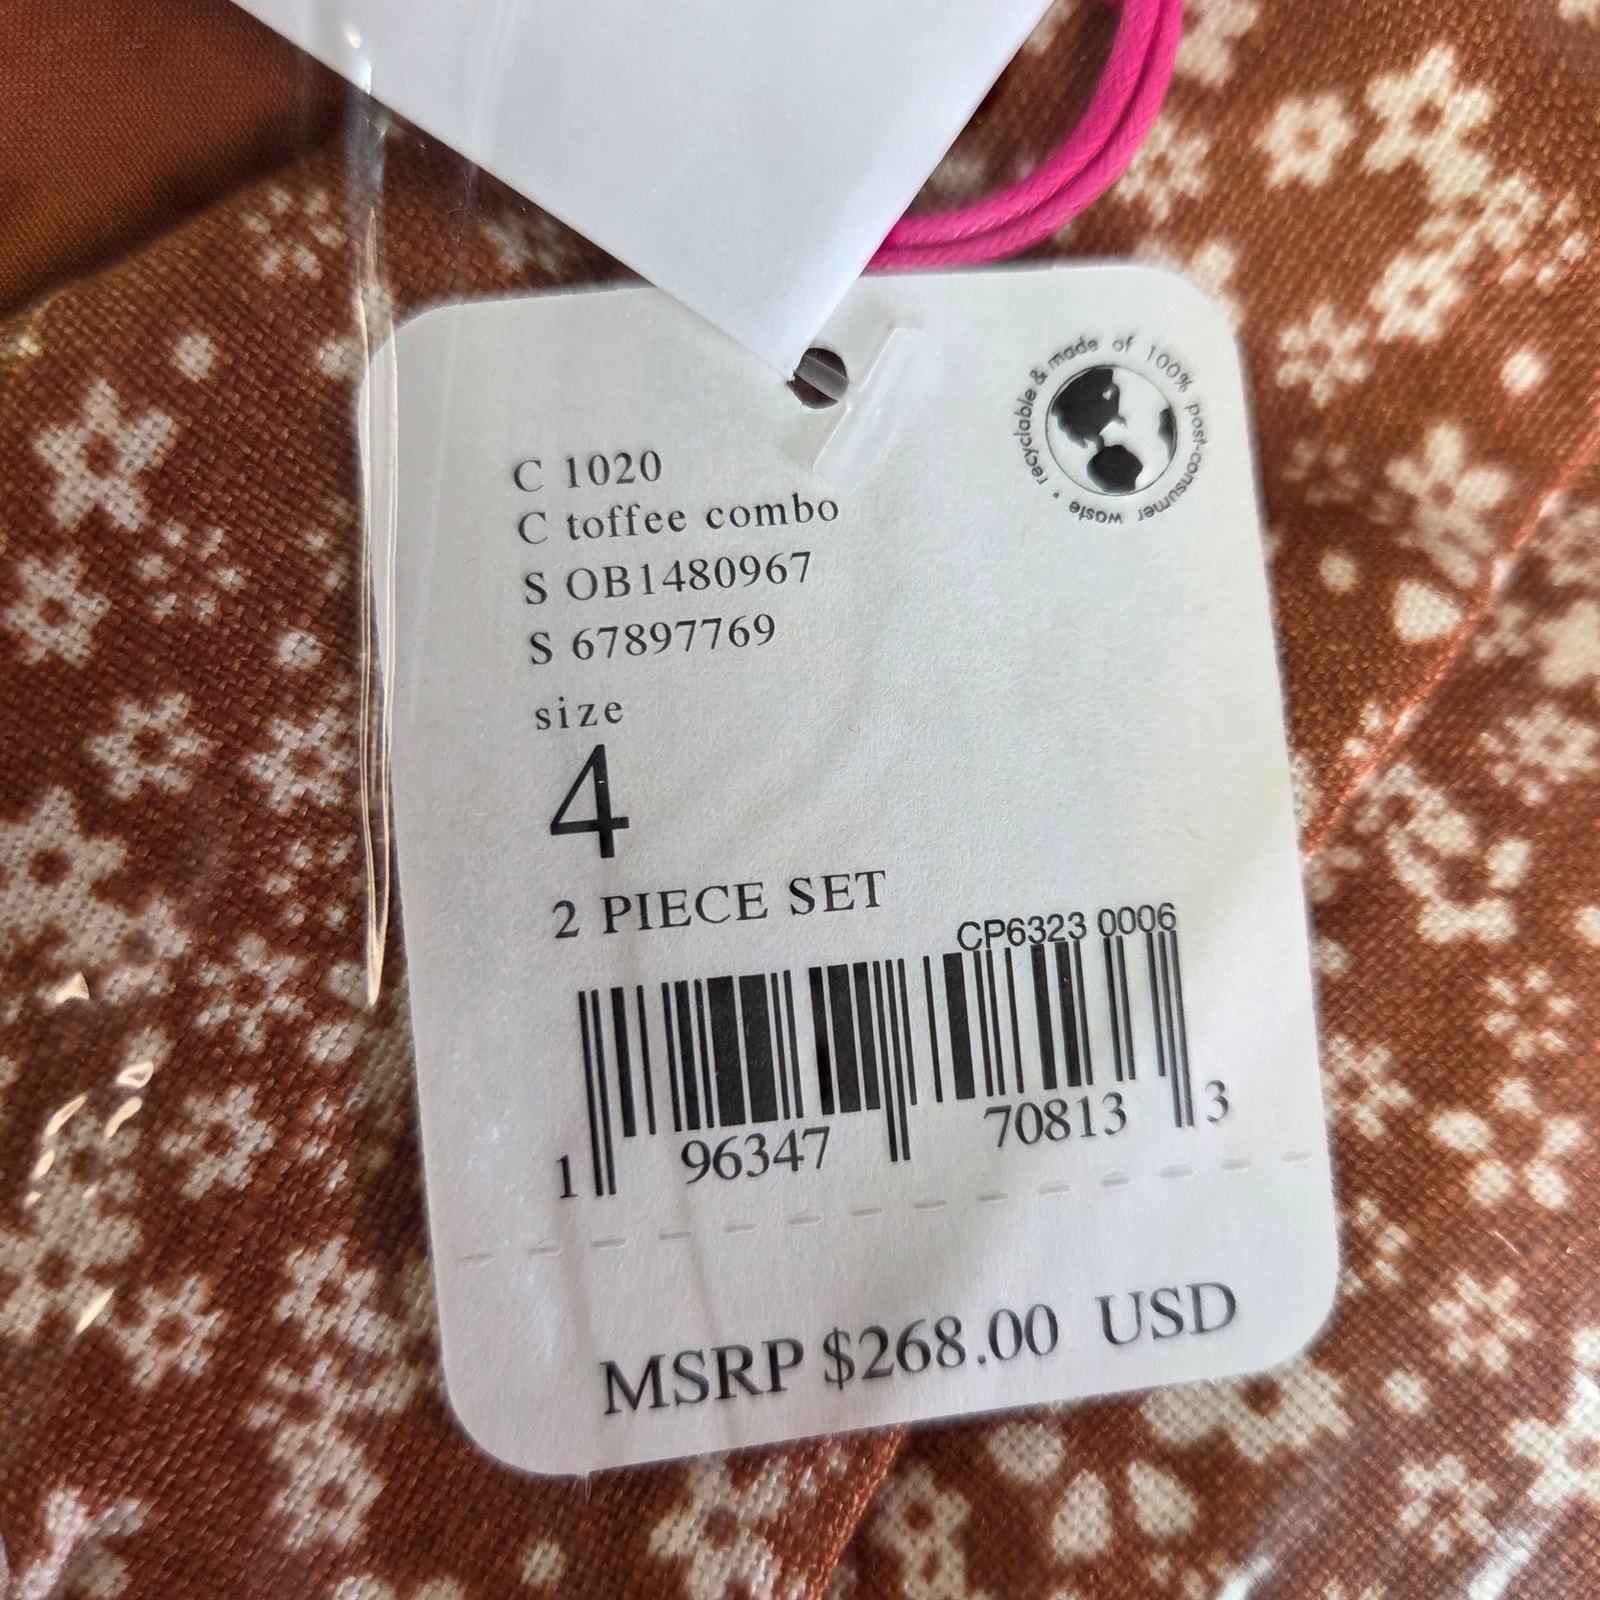 recyclable & made of 100% post-consumer waste •
C 1020
C toffee combo
S OB1480967
S 67897769
size
4
2 PIECE SET
CP6323 0006
1 96347 70813 3
MSRP $268.00 USD